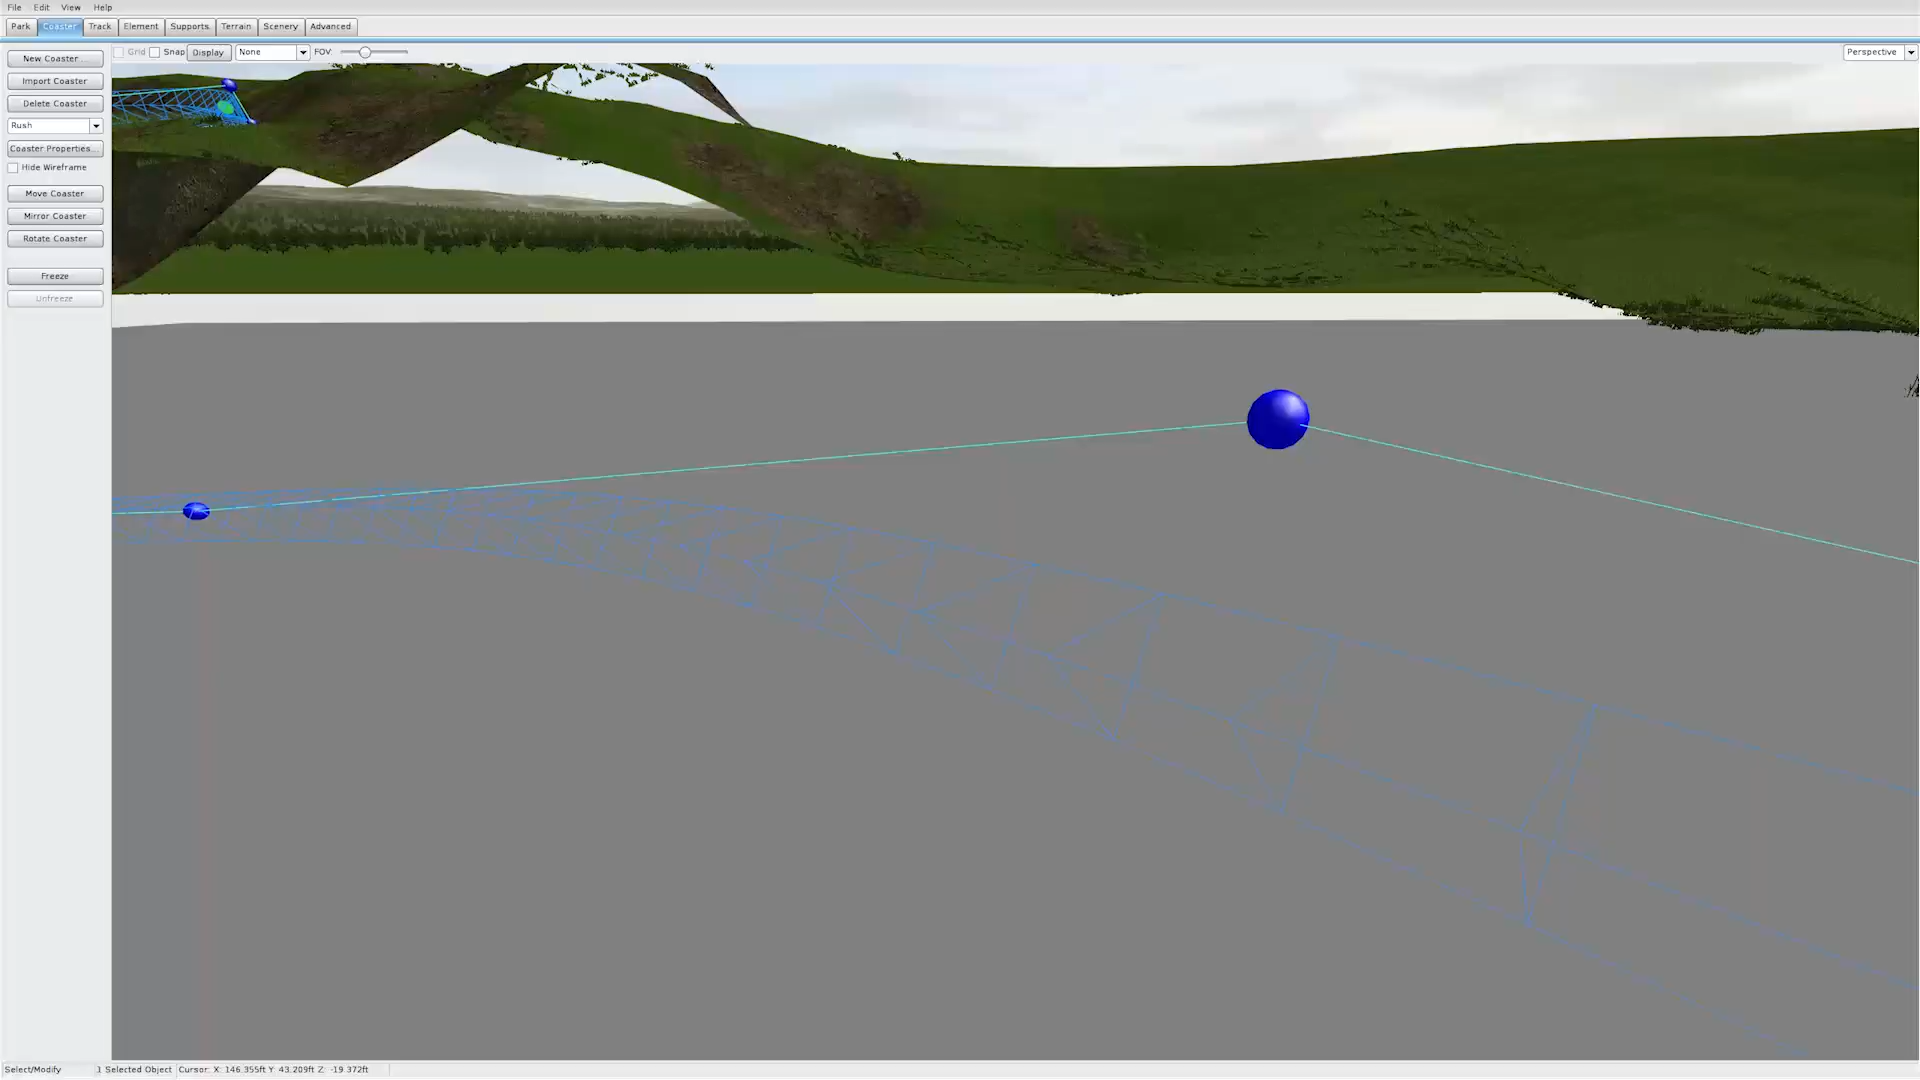 File Edit View Help
Park Coaster Track Element Supports Terrain Scenery Advanced
Grid Snap Display None FOV: Perspective
New Coaster...
Import Coaster
Delete Coaster
Rush
Coaster Properties...
Hide Wireframe
Move Coaster
Mirror Coaster
Rotate Coaster
Freeze
Unfreeze
Select/Modify 1 Selected Object Cursor: X: 146.355ft Y: 43.209ft Z: -19.372ft